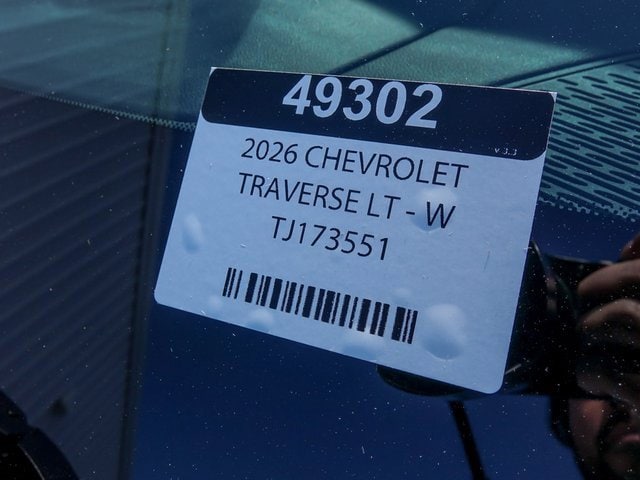 49302
v 3.3
2026 CHEVROLET
TRAVERSE LT - W
TJ173551